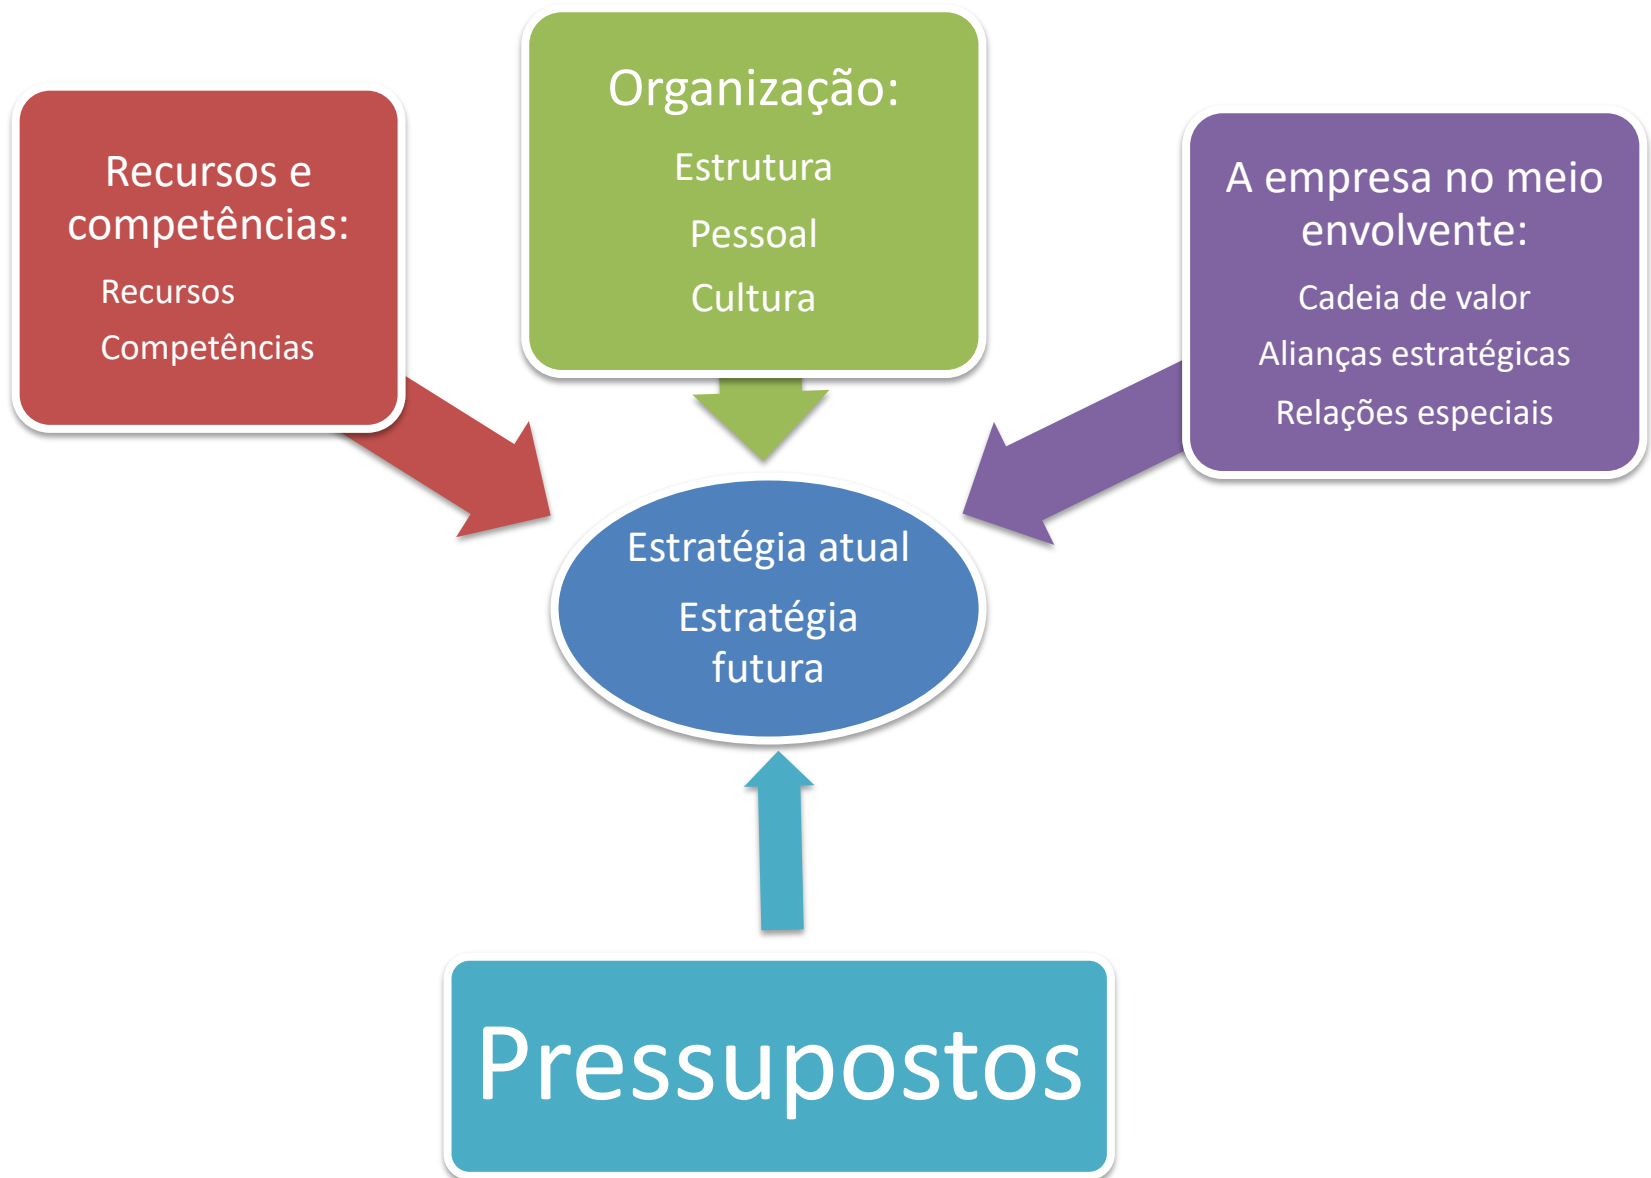 Recursos e
competências:
Recursos
Competências
Organização:
Estrutura
Pessoal
Cultura
A empresa no meio
envolvente:
Cadeia de valor
Alianças estratégicas
Relações especiais
Estratégia atual
Estratégia
futura
Pressupostos